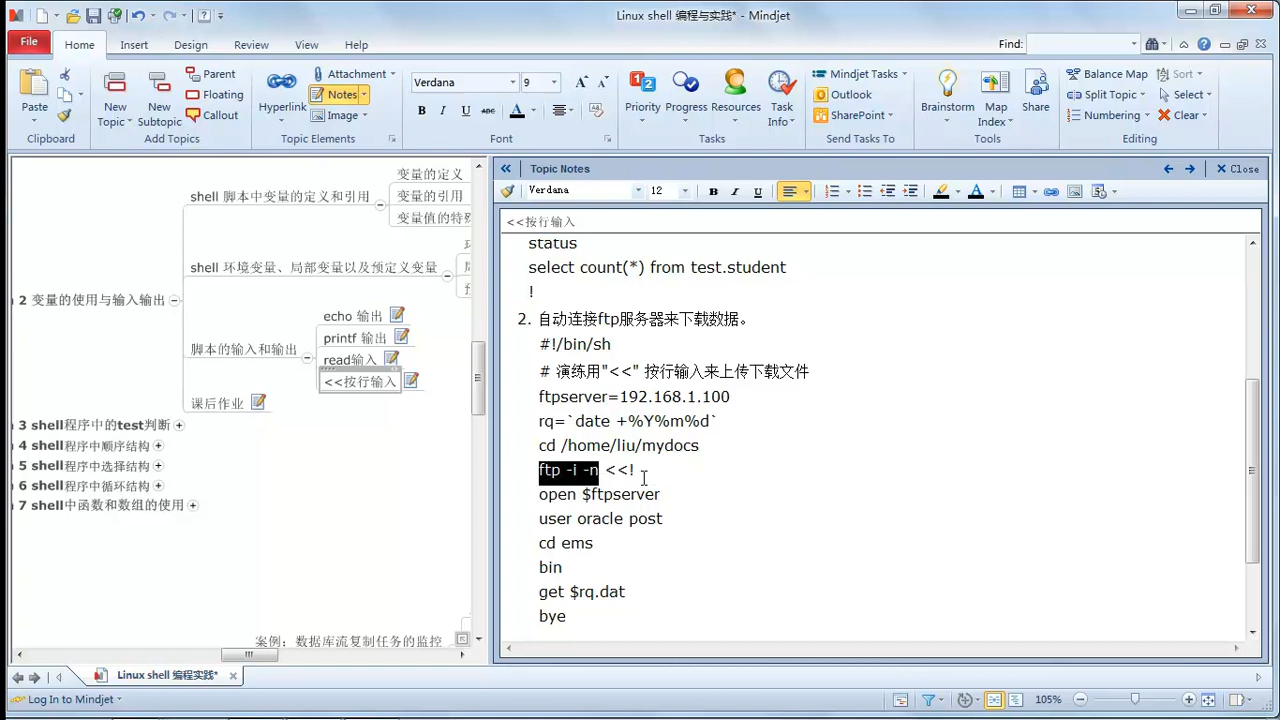 Linux shell 编程与实践* - Mindjet
File
Home
Insert
Design
Review
View
Help
Find:
Paste
New Topic
New Subtopic
Parent
Floating
Callout
Hyperlink
Attachment
Notes
Image
Verdana
9
Priority
Progress
Resources
Task Info
Mindjet Tasks
Outlook
SharePoint
Brainstorm
Map Index
Share
Balance Map
Split Topic
Numbering
Sort
Select
Clear
Clipboard
Add Topics
Topic Elements
Font
Tasks
Send Tasks To
Tools
Editing
变量的定义
shell 脚本中变量的定义和引用
变量的引用
变量值的特殊
shell 环境变量、局部变量以及预定义变量
2 变量的使用与输入输出
echo 输出
printf 输出
脚本的输入和输出
read输入
<<按行输入
课后作业
3 shell程序中的test判断
4 shell程序中顺序结构
5 shell程序中选择结构
6 shell程序中循环结构
7 shell中函数和数组的使用
案例：数据库流复制任务的监控
Topic Notes
Close
Verdana
12
<<按行输入
status
select count(*) from test.student
!
2. 自动连接ftp服务器来下载数据。
#!/bin/sh
# 演练用"<<" 按行输入来上传下载文件
ftpserver=192.168.1.100
rq=`date +%Y%m%d`
cd /home/liu/mydocs
ftp -i -n <<!
open $ftpserver
user oracle post
cd ems
bin
get $rq.dat
bye
Linux shell 编程实践*
Log In to Mindjet
105%